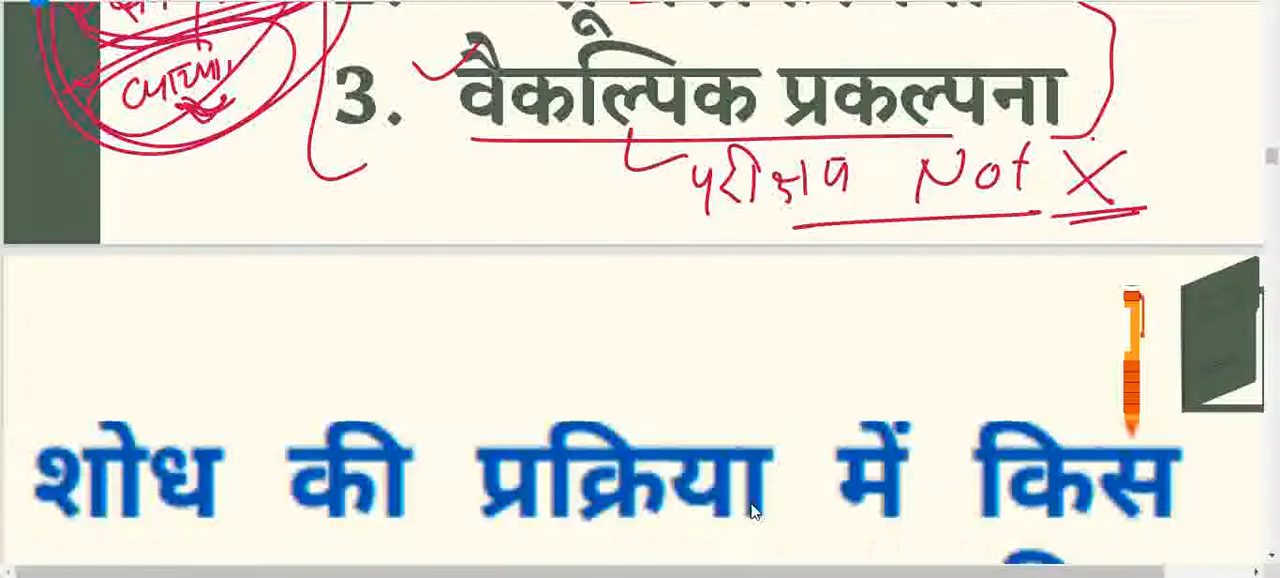 3. वैकल्पिक प्रकल्पना
परीक्षण Not X
शोध की प्रक्रिया में किस